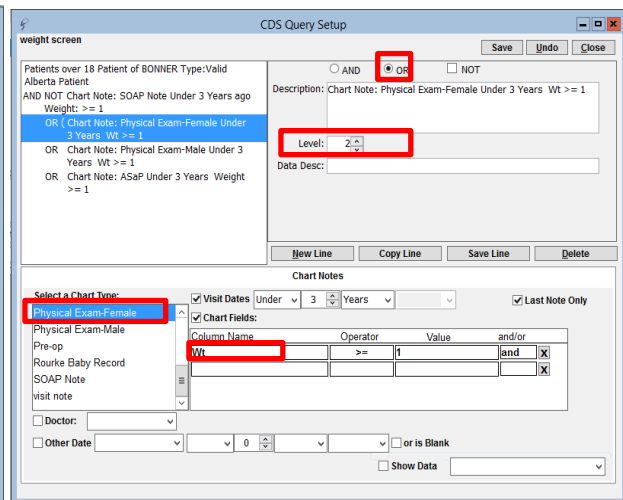 CDS Query Setup
weight screen
Save Undo Close
Patients over 18 Patient of BONNER Type:Valid
Alberta Patient
AND NOT Chart Note: SOAP Note Under 3 Years ago
Weight: >= 1
OR ( Chart Note: Physical Exam-Female Under
3 Years Wt >= 1
OR Chart Note: Physical Exam-Male Under 3
Years Wt >= 1
OR Chart Note: ASaP Under 3 Years Weight
>= 1
AND OR NOT
Description: Chart Note: Physical Exam-Female Under 3 Years Wt >= 1
Level: 2
Data Desc:
New Line Copy Line Save Line Delete
Chart Notes
Select a Chart Type:
Physical Exam-Female
Physical Exam-Male
Pre-op
Rourke Baby Record
SOAP Note
visit note
Visit Dates Under 3 Years Last Note Only
Chart Fields:
Column Name Operator Value and/or
Wt >= 1 and X
X
Doctor:
Other Date 0 or is Blank
Show Data